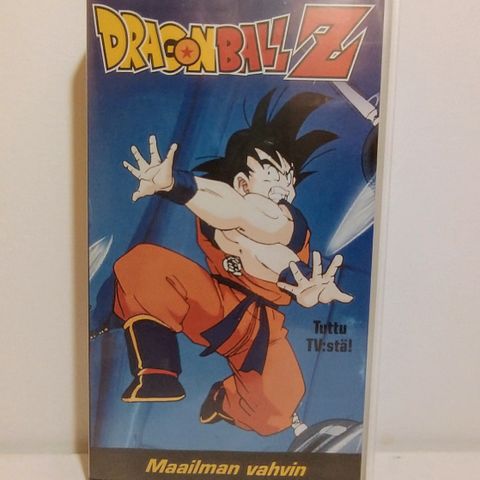 DRAGON BALL Z
Tuttu
TV:stä!
Maailman vahvin